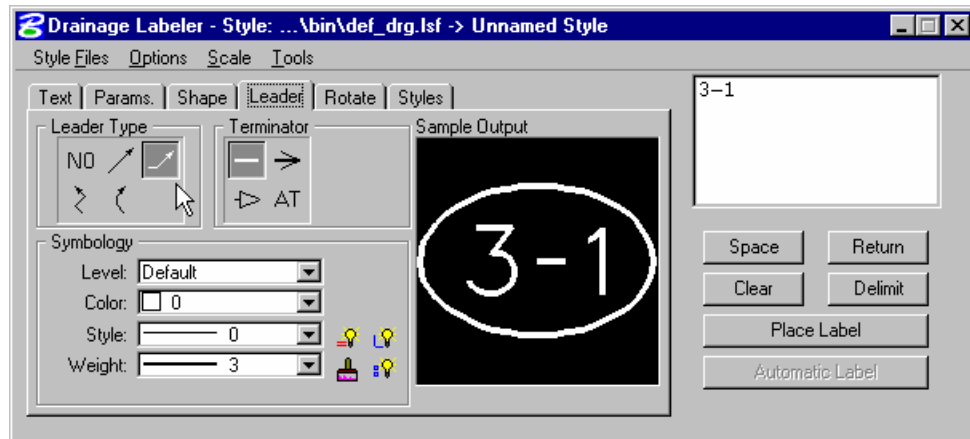 Drainage Labeler - Style: ...\bin\def_drg.lsf -> Unnamed Style
Style Files Options Scale Tools
Text Params. Shape Leader Rotate Styles
Leader Type
NO
Terminator
AT
Sample Output
3-1
Symbology
Level: Default
Color: 0
Style: 0
Weight: 3
3-1
Space Return
Clear Delimit
Place Label
Automatic Label